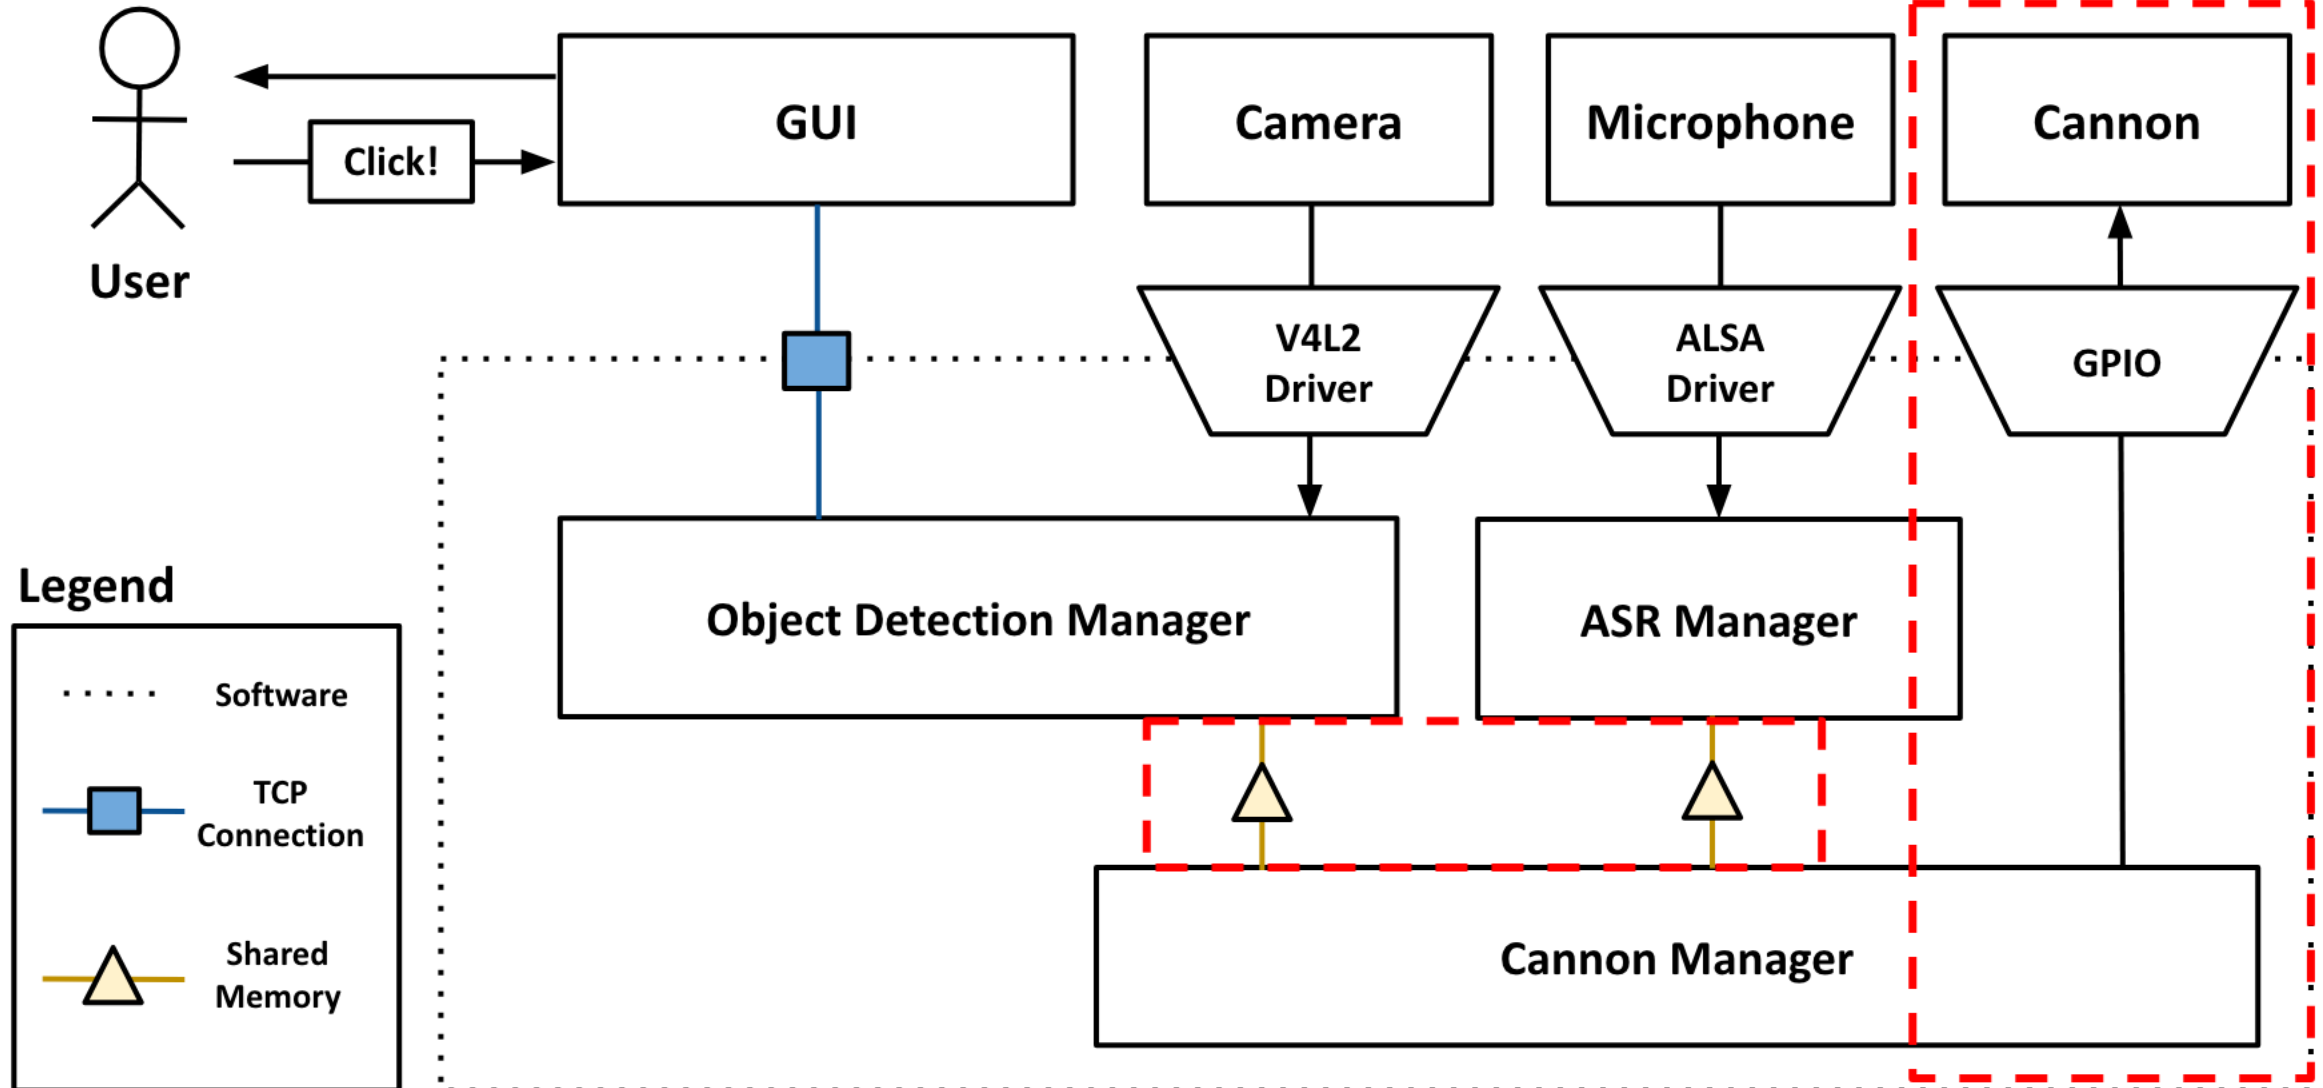 GUI
Camera
Microphone
Cannon
Click!
User
V4L2
Driver
ALSA
Driver
GPIO
Object Detection Manager
ASR Manager
Legend
Software
TCP
Connection
Shared
Memory
Cannon Manager